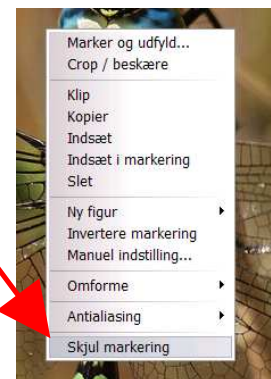 Marker og udfyld...
Crop / beskære
Klip
Kopier
Indsæt
Indsæt i markering
Slet
Ny figur
Invertere markering
Manuel indstilling...
Omforme
Antialiasing
Skjul markering